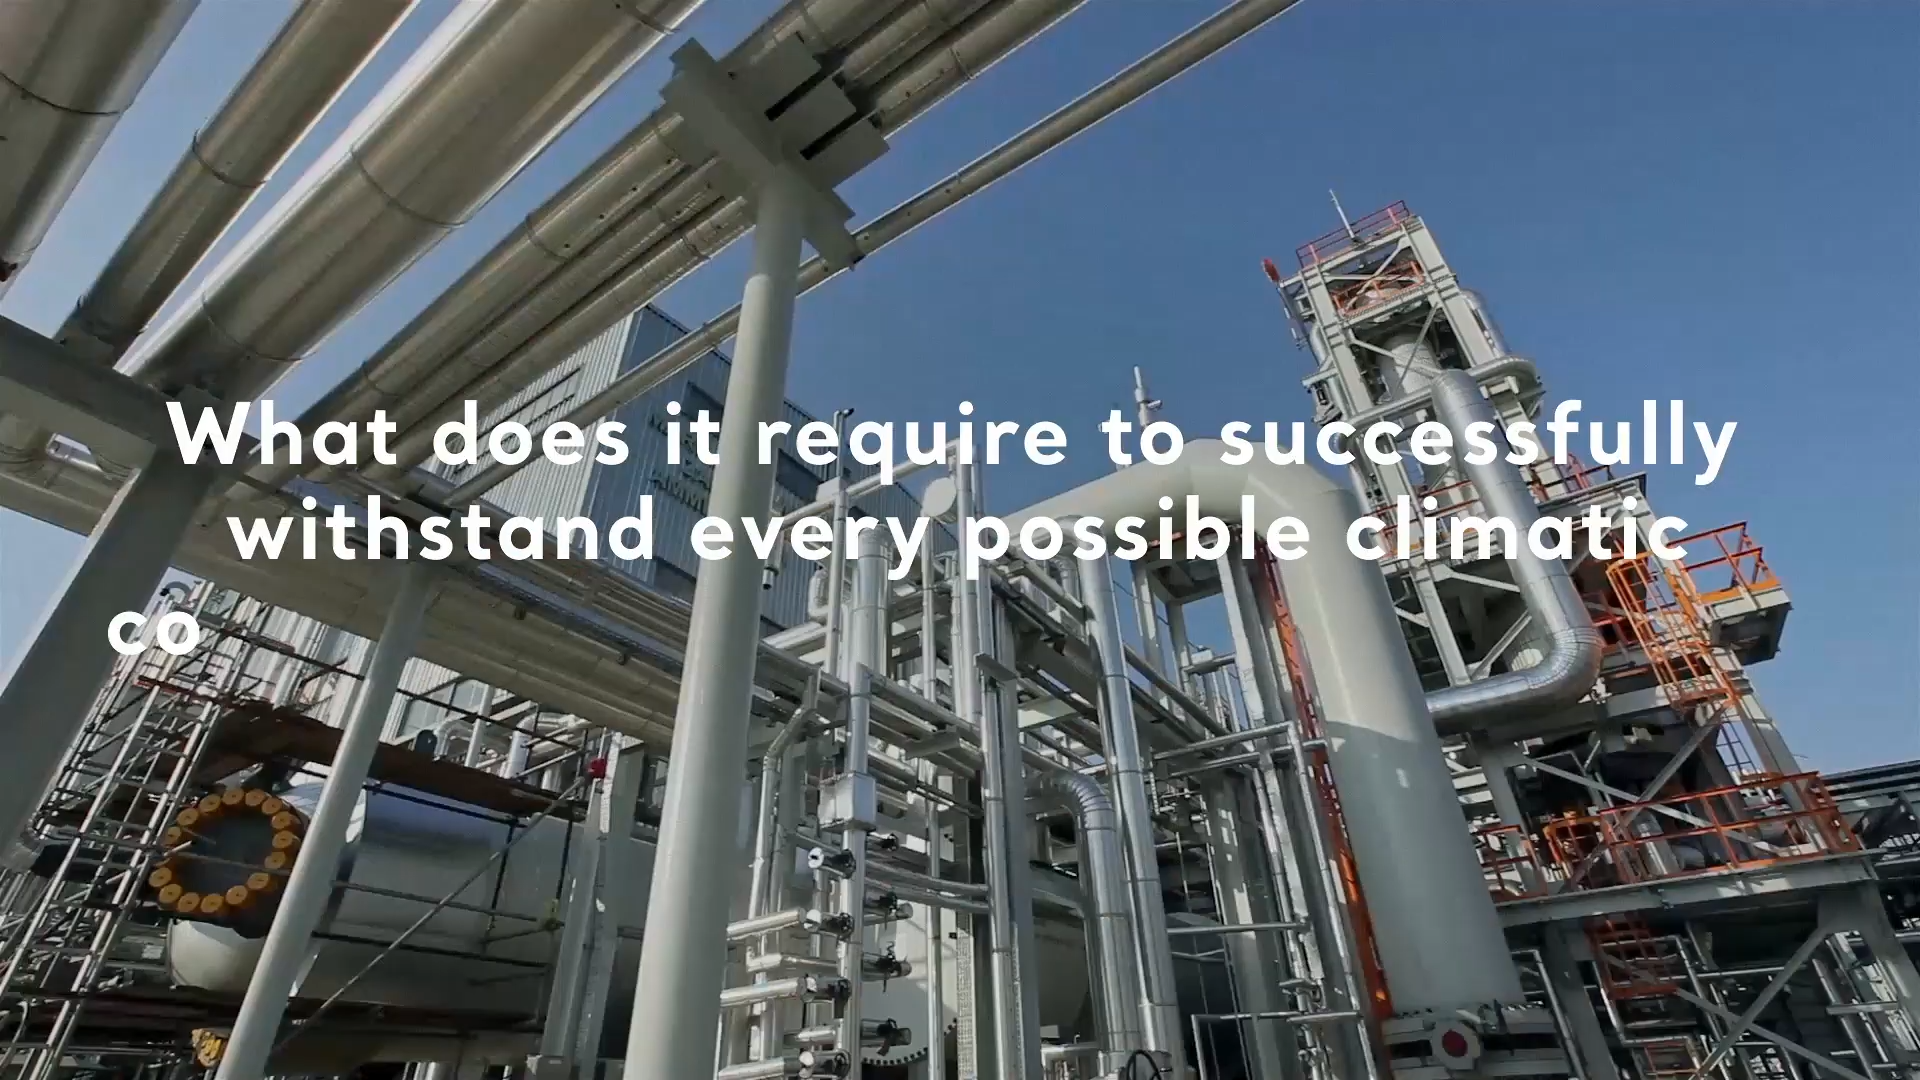 What does it require to successfully
withstand every possible climatic
co